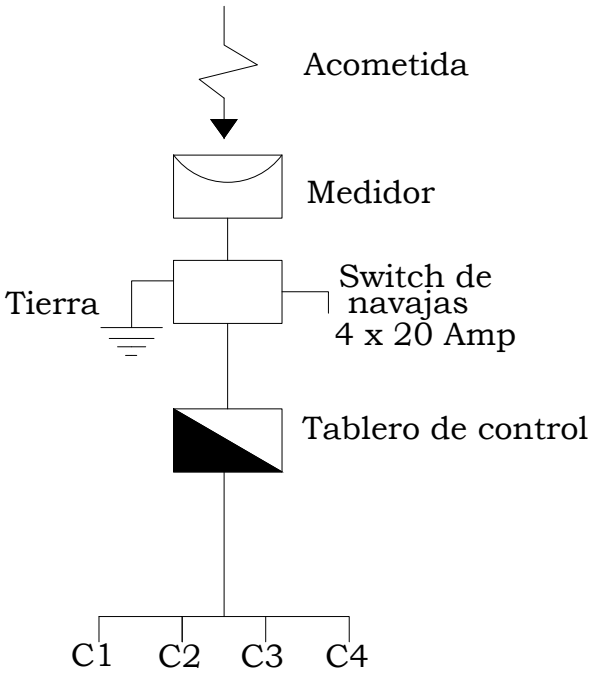 Acometida
Medidor
Tierra
Switch de
navajas
4 x 20 Amp
Tablero de control
C1 C2 C3 C4